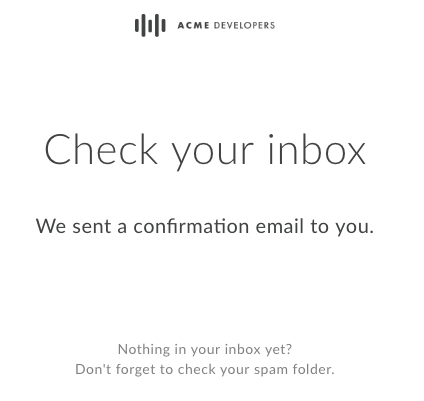 ACME DEVELOPERS
Check your inbox
We sent a confirmation email to you.
Nothing in your inbox yet?
Don't forget to check your spam folder.